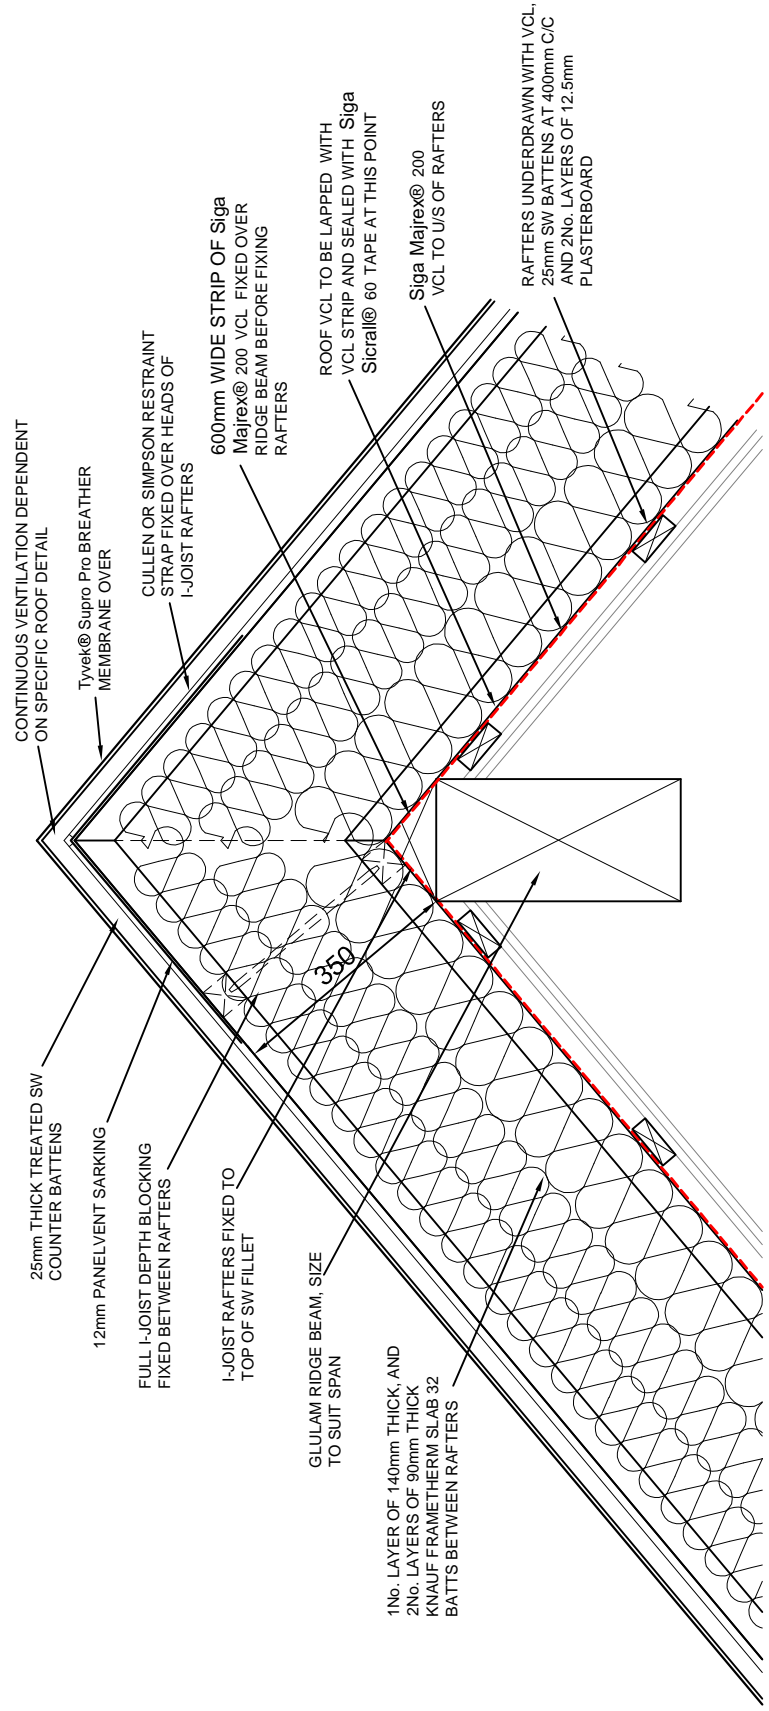 25mm THICK TREATED SW
COUNTER BATTENS
12mm PANELVENT SARKING
FULL I-JOIST DEPTH BLOCKING
FIXED BETWEEN RAFTERS
I-JOIST RAFTERS FIXED TO
TOP OF SW FILLET
GLULAM RIDGE BEAM, SIZE
TO SUIT SPAN
1No. LAYER OF 140mm THICK, AND
2No. LAYERS OF 90mm THICK
KNAUF FRAMETHERM SLAB 32
BATTS BETWEEN RAFTERS
350
CONTINUOUS VENTILATION DEPENDENT
ON SPECIFIC ROOF DETAIL
Tyvek® Supro Pro BREATHER
MEMBRANE OVER
CULLEN OR SIMPSON RESTRAINT
STRAP FIXED OVER HEADS OF
I-JOIST RAFTERS
600mm WIDE STRIP OF Siga
Majrex® 200 VCL FIXED OVER
RIDGE BEAM BEFORE FIXING
RAFTERS
ROOF VCL TO BE LAPPED WITH
VCL STRIP AND SEALED WITH Siga
Sicrall® 60 TAPE AT THIS POINT
Siga Majrex® 200
VCL TO U/S OF RAFTERS
RAFTERS UNDERDRAWN WITH VCL,
25mm SW BATTENS AT 400mm C/C
AND 2No. LAYERS OF 12.5mm
PLASTERBOARD